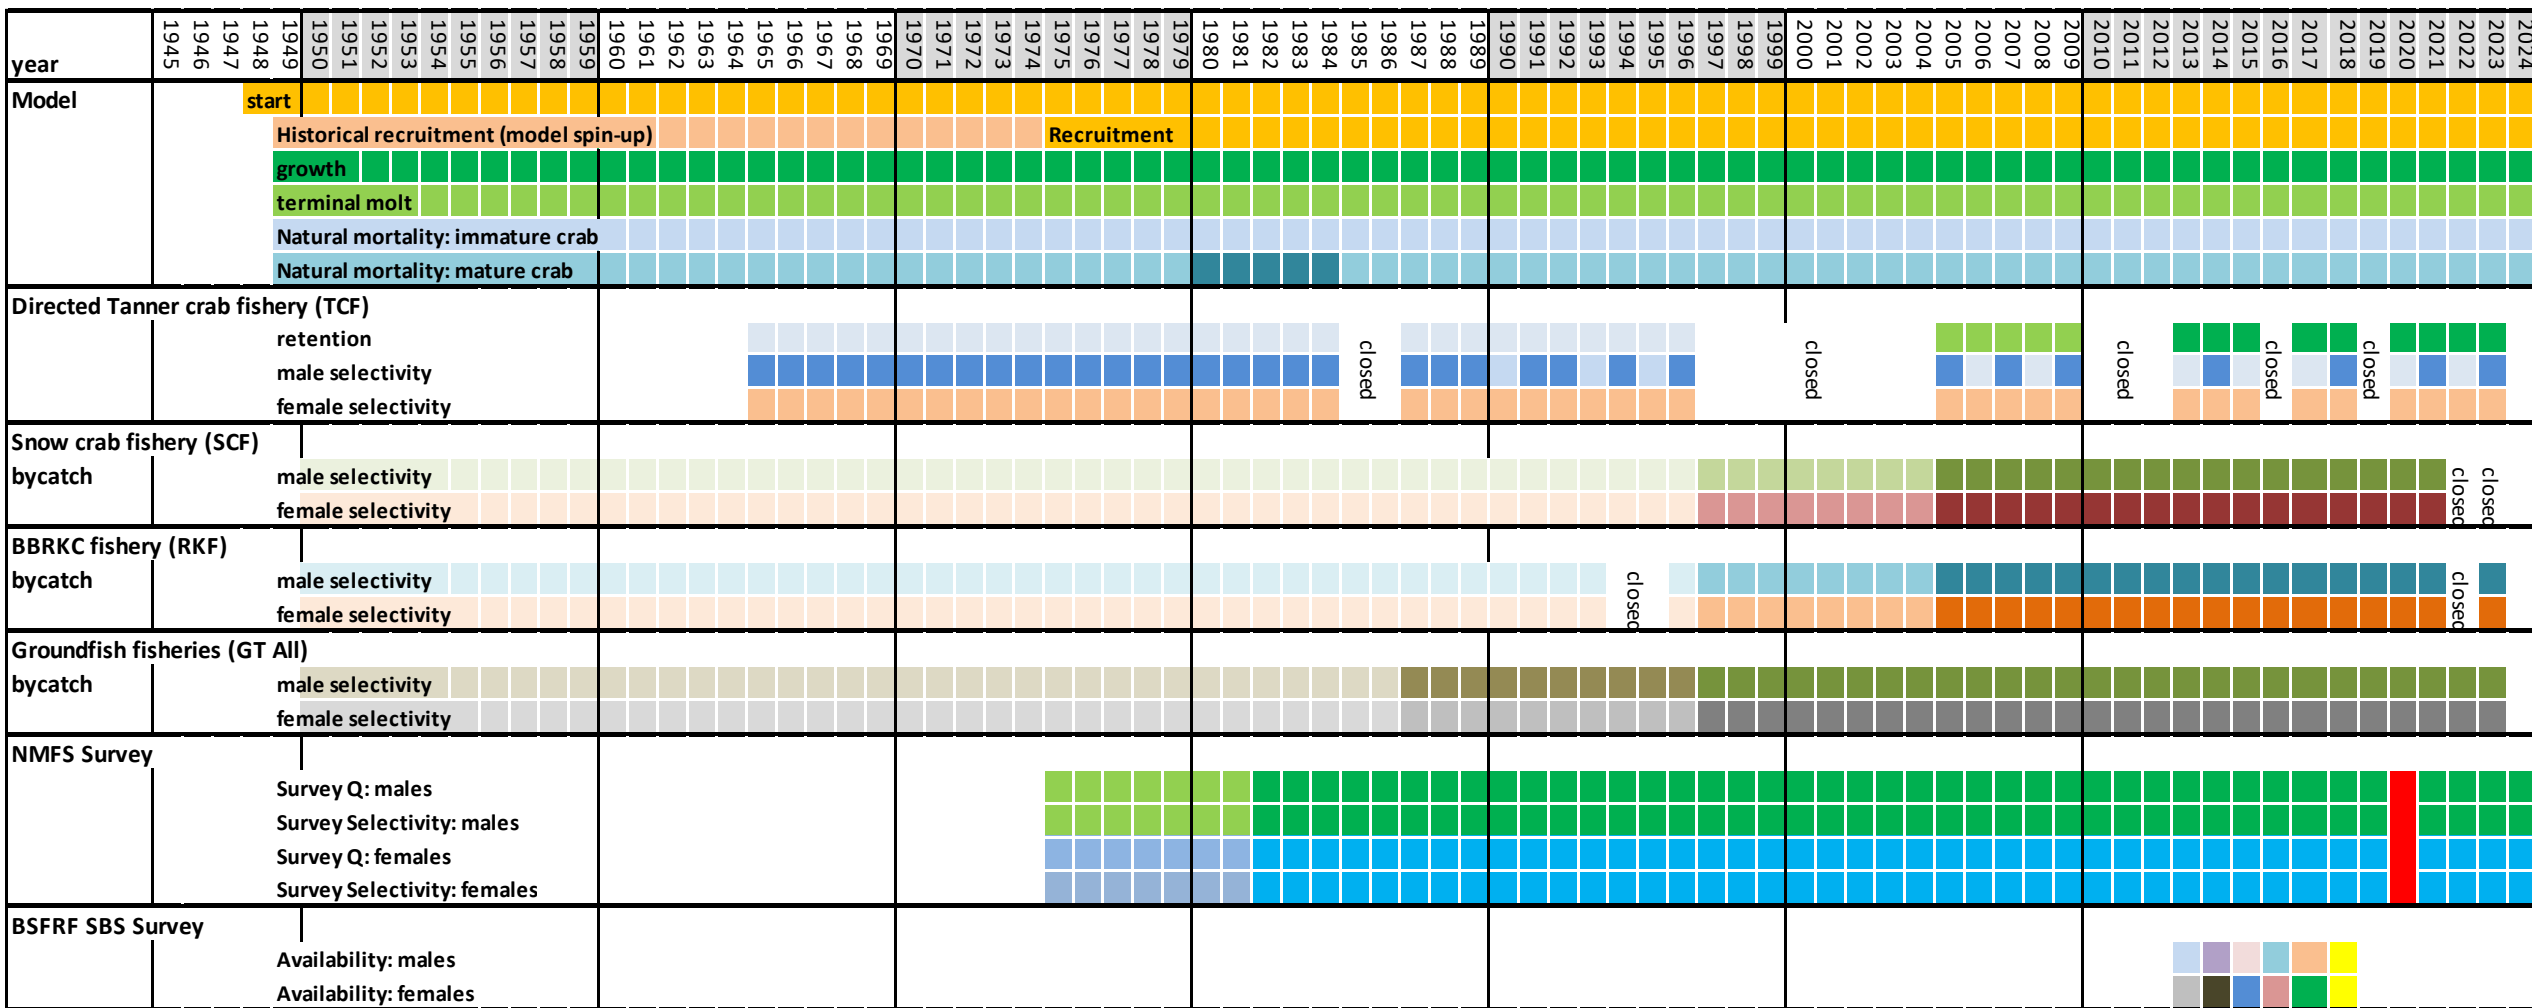 year 1945 1946 1947 1948 1949 1950 1951 1952 1953 1954 1955 1956 1957 1958 1959 1960 1961 1962 1963 1964 1965 1966 1967 1968 1969 1970 1971 1972 1973 1974 1975 1976 1977 1978 1979 1980 1981 1982 1983 1984 1985 1986 1987 1988 1989 1990 1991 1992 1993 1994 1995 1996 1997 1998 1999 2000 2001 2002 2003 2004 2005 2006 2007 2008 2009 2010 2011 2012 2013 2014 2015 2016 2017 2018 2019 2020 2021 2022 2023 2024
Model start
Historical recruitment (model spin-up) Recruitment
growth
terminal molt
Natural mortality: immature crab
Natural mortality: mature crab
Directed Tanner crab fishery (TCF)
retention
male selectivity closed closed closed closed closed
female selectivity
Snow crab fishery (SCF)
bycatch male selectivity closed closed
female selectivity
BBRKC fishery (RKF)
bycatch male selectivity closed closed
female selectivity
Groundfish fisheries (GT All)
bycatch male selectivity
female selectivity
NMFS Survey
Survey Q: males
Survey Selectivity: males
Survey Q: females
Survey Selectivity: females
BSFRF SBS Survey
Availability: males
Availability: females